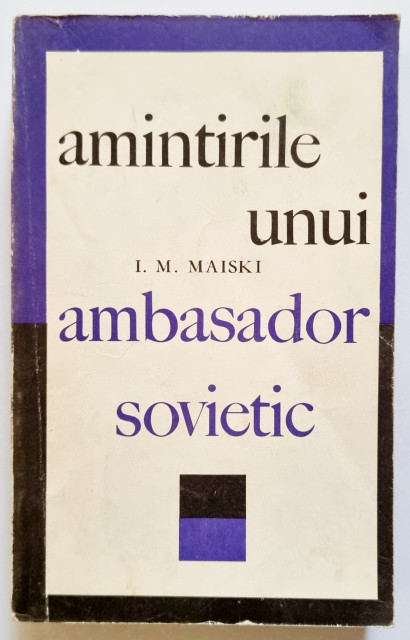 amintirile
unui
I. M. MAISKI
ambasador
sovietic